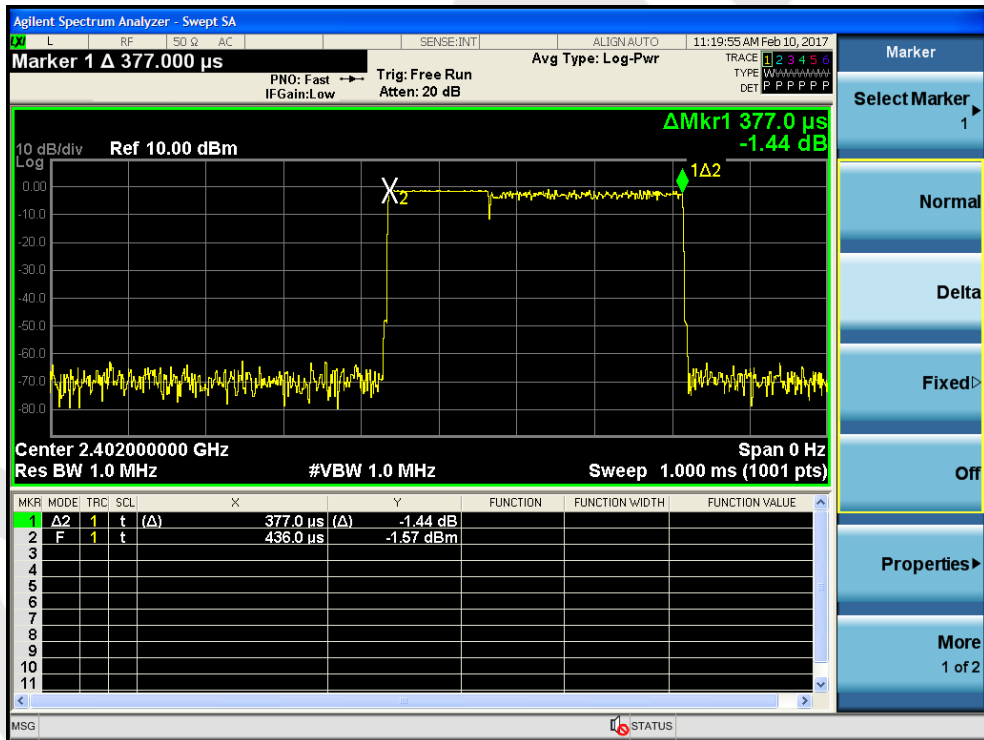 Agilent Spectrum Analyzer - Swept SA
LXI L RF 50 Ω AC SENSE:INT ALIGN AUTO 11:19:55 AM Feb 10, 2017
Marker 1 Δ 377.000 µs
PNO: Fast
IFGain:Low
Trig: Free Run
Atten: 20 dB
Avg Type: Log-Pwr
TRACE 1 2 3 4 5 6
TYPE WWWWWW
DET P P P P P P
ΔMkr1 377.0 µs
-1.44 dB
10 dB/div Ref 10.00 dBm
Log
1Δ2
0.00
2
-10.0
-20.0
-30.0
-40.0
-50.0
-60.0
-70.0
-80.0
Center 2.402000000 GHz Span 0 Hz
Res BW 1.0 MHz #VBW 1.0 MHz Sweep 1.000 ms (1001 pts)
MKR MODE TRC SCL X Y FUNCTION FUNCTION WIDTH FUNCTION VALUE
1 Δ2 1 t (Δ) 377.0 µs (Δ) -1.44 dB
2 F 1 t 436.0 µs -1.57 dBm
3
4
5
6
7
8
9
10
11
MSG STATUS
Marker
Select Marker
1
Normal
Delta
Fixed
Off
Properties
More
1 of 2